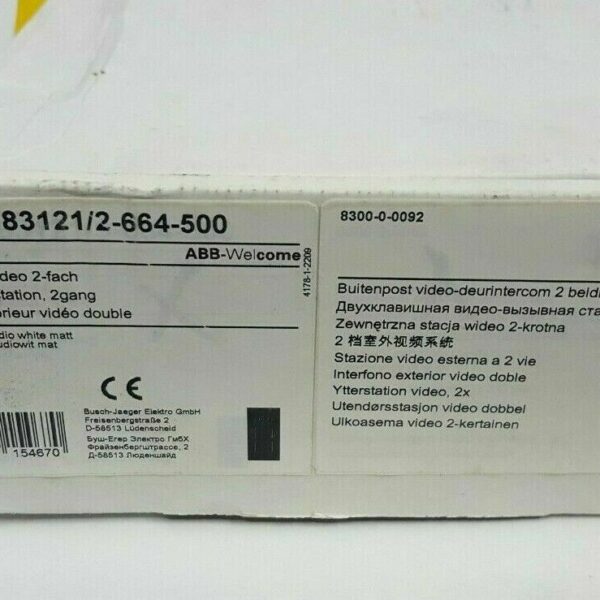 83121/2-664-500
ABB-Welcome
deo 2-fach
tation, 2gang
érieur vidéo double
dio white matt
udiowit mat
4178-1-2209
CE
Busch-Jaeger Elektro GmbH
Freisenbergstraße 2
D-58513 Lüdenscheid
Буш-Егер Электро ГмбХ
Фрайзенбергштрассе, 2
Д-58513 Люденшайд
154670
8300-0-0092
Buitenpost video-deurintercom 2 beldr
Двухклавишная видео-вызывная ста
Zewnętrzna stacja wideo 2-krotna
2 档室外视频系统
Stazione video esterna a 2 vie
Interfono exterior video doble
Ytterstation video, 2x
Utendørsstasjon video dobbel
Ulkoasema video 2-kertainen